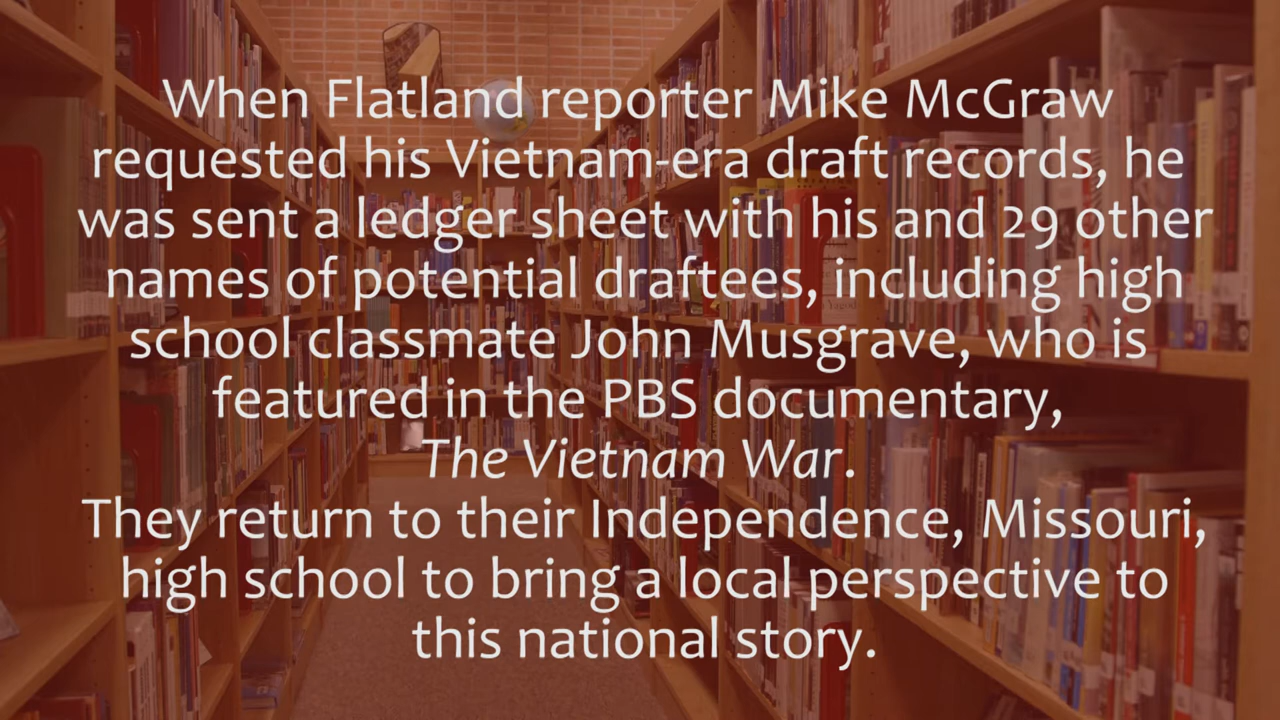 When Flatland reporter Mike McGraw
requested his Vietnam-era draft records, he
was sent a ledger sheet with his and 29 other
names of potential draftees, including high
school classmate John Musgrave, who is
featured in the PBS documentary,
The Vietnam War.
They return to their Independence, Missouri,
high school to bring a local perspective to
this national story.